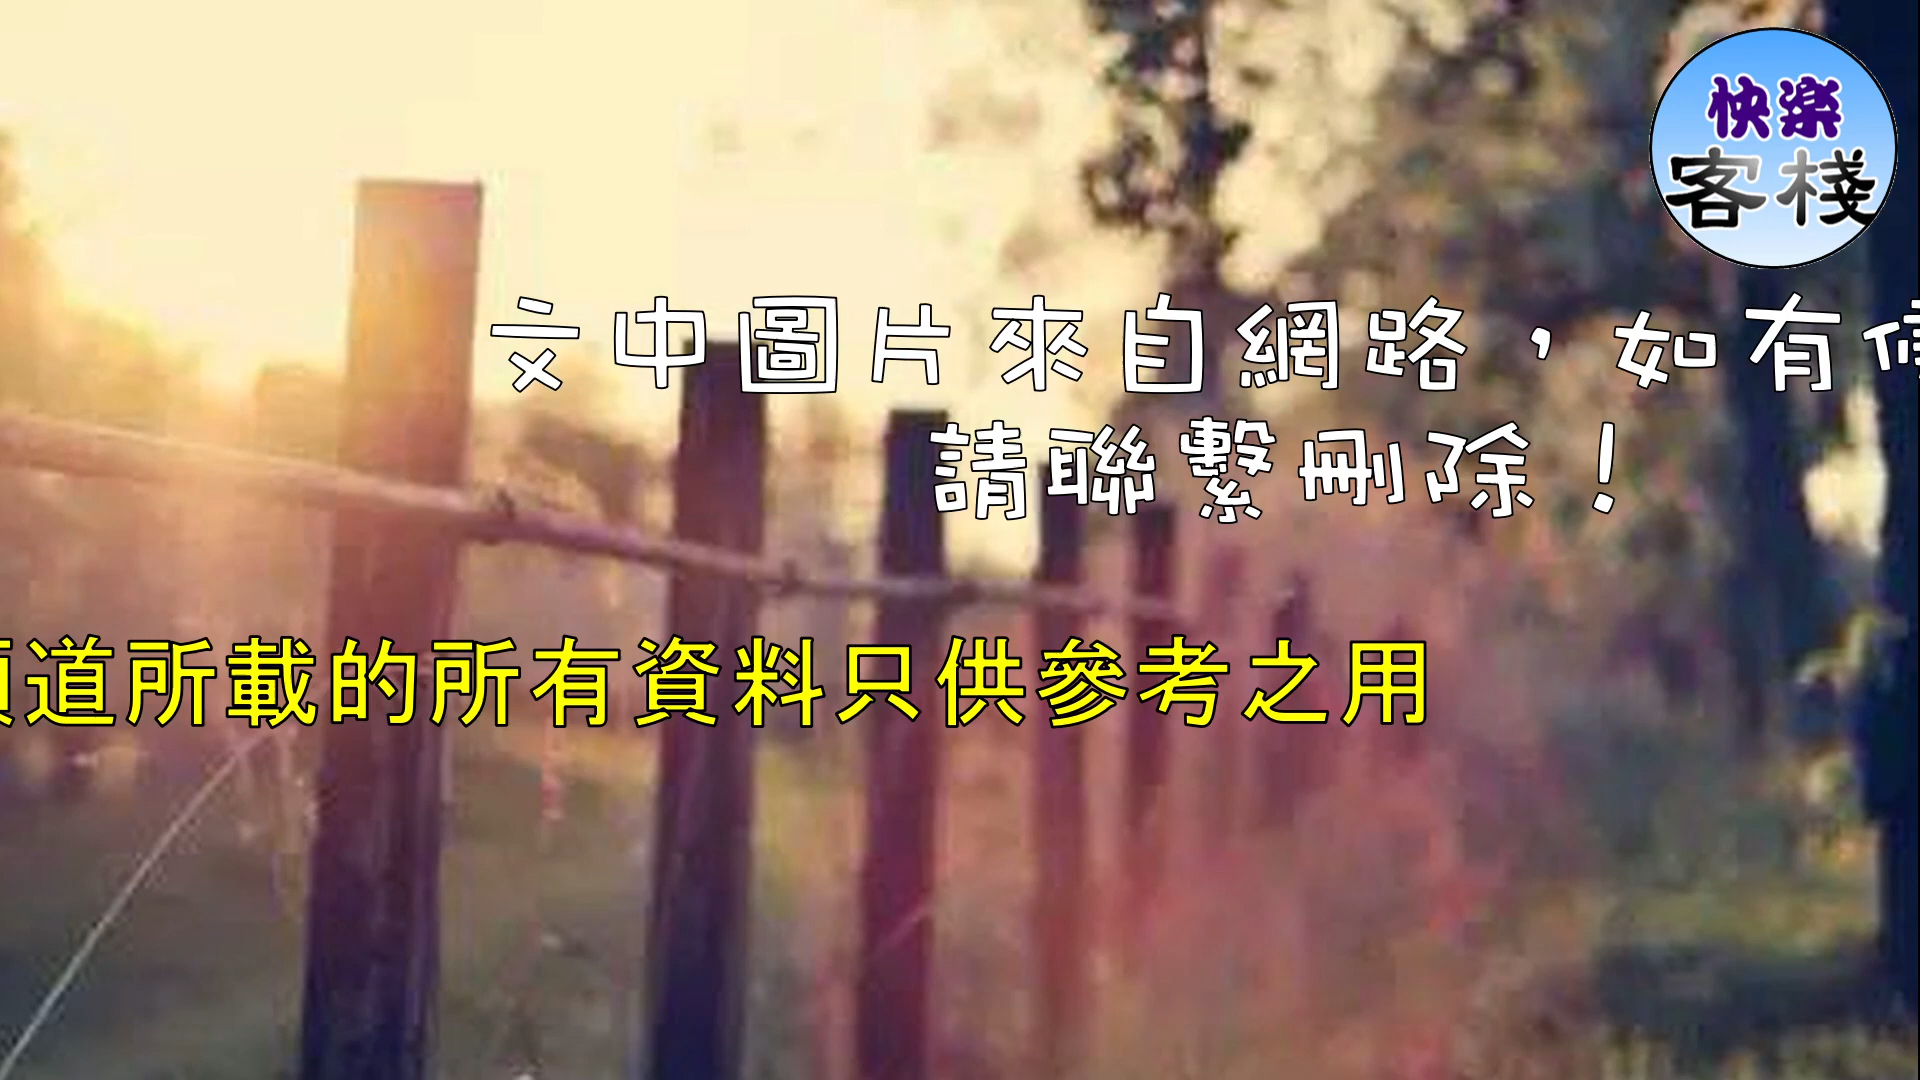 快樂
客棧
文中圖片來自網路，如有
請聯繫刪除！
道所載的所有資料只供參考之用